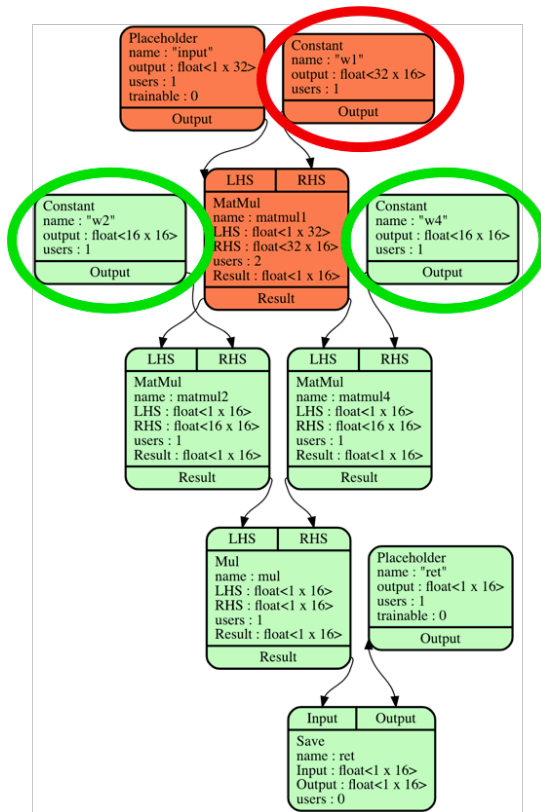 Placeholder
name : "input"
output : float<1 x 32>
users : 1
trainable : 0
Output
Constant
name : "w1"
output : float<32 x 16>
users : 1
Output
Constant
name : "w2"
output : float<16 x 16>
users : 1
Output
LHS RHS
MatMul
name : matmul1
LHS : float<1 x 32>
RHS : float<32 x 16>
users : 2
Result : float<1 x 16>
Result
Constant
name : "w4"
output : float<16 x 16>
users : 1
Output
LHS RHS
MatMul
name : matmul2
LHS : float<1 x 16>
RHS : float<16 x 16>
users : 1
Result : float<1 x 16>
Result
LHS RHS
MatMul
name : matmul4
LHS : float<1 x 16>
RHS : float<16 x 16>
users : 1
Result : float<1 x 16>
Result
LHS RHS
Mul
name : mul
LHS : float<1 x 16>
RHS : float<1 x 16>
users : 1
Result : float<1 x 16>
Result
Placeholder
name : "ret"
output : float<1 x 16>
users : 1
trainable : 0
Output
Input Output
Save
name : ret
Input : float<1 x 16>
Output : float<1 x 16>
users : 0